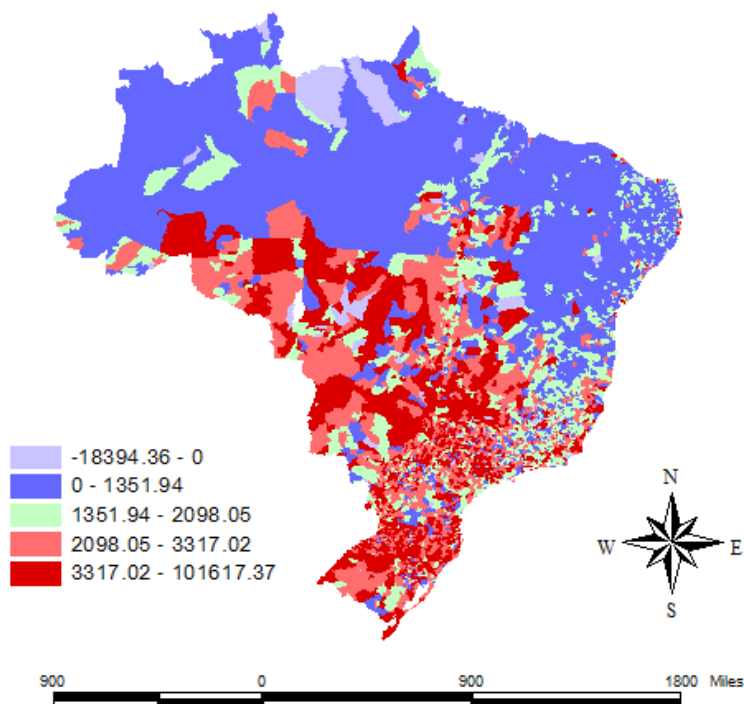 -18394.36 - 0
0 - 1351.94
1351.94 - 2098.05
2098.05 - 3317.02
3317.02 - 101617.37
N
W E
S
900 0 900 1800 Miles